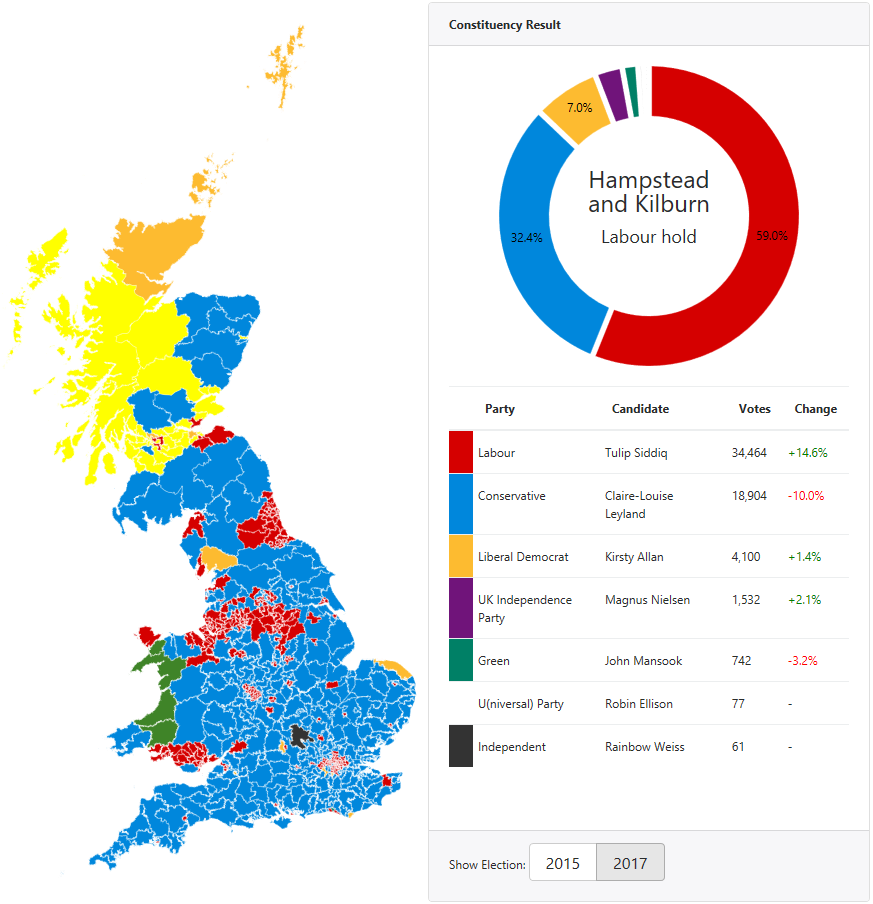 Constituency Result
7.0%
32.4%
59.0%
Hampstead
and Kilburn
Labour hold
Party Candidate Votes Change
Labour Tulip Siddiq 34,464 +14.6%
Conservative Claire-Louise Leyland 18,904 -10.0%
Liberal Democrat Kirsty Allan 4,100 +1.4%
UK Independence Party Magnus Nielsen 1,532 +2.1%
Green John Mansook 742 -3.2%
U(niversal) Party Robin Ellison 77 -
Independent Rainbow Weiss 61 -
Show Election: 2015 2017